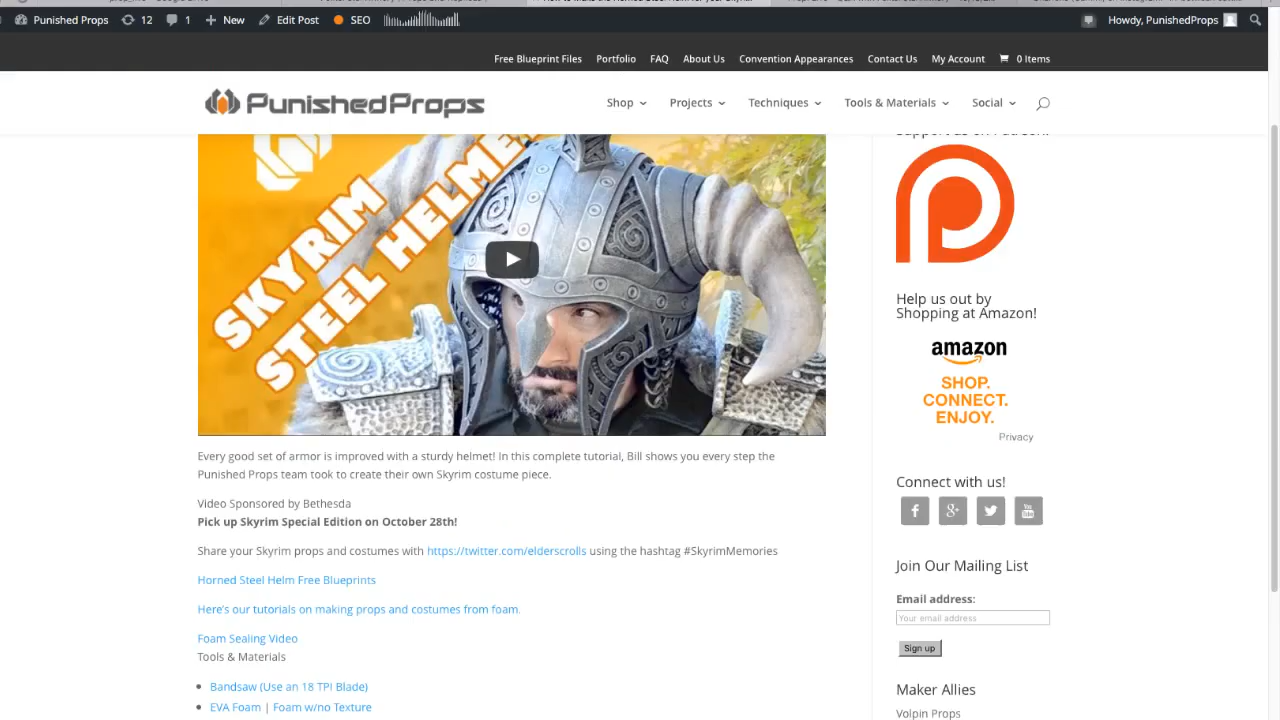 Punished Props 12 1 + New Edit Post SEO Howdy, PunishedProps
Free Blueprint Files Portfolio FAQ About Us Convention Appearances Contact Us My Account 0 Items
PunishedProps Shop Projects Techniques Tools & Materials Social
SKYRIM
STEEL HELMET
Every good set of armor is improved with a sturdy helmet! In this complete tutorial, Bill shows you every step the
Punished Props team took to create their own Skyrim costume piece.
Video Sponsored by Bethesda
Pick up Skyrim Special Edition on October 28th!
Share your Skyrim props and costumes with https://twitter.com/elderscrolls using the hashtag #SkyrimMemories
Horned Steel Helm Free Blueprints
Here's our tutorials on making props and costumes from foam.
Foam Sealing Video
Tools & Materials
• Bandsaw (Use an 18 TPI Blade)
• EVA Foam | Foam w/no Texture
Support us on Patreon!
Help us out by
Shopping at Amazon!
amazon
SHOP.
CONNECT.
ENJOY.
Privacy
Connect with us!
Join Our Mailing List
Email address:
Your email address
Sign up
Maker Allies
Volpin Props